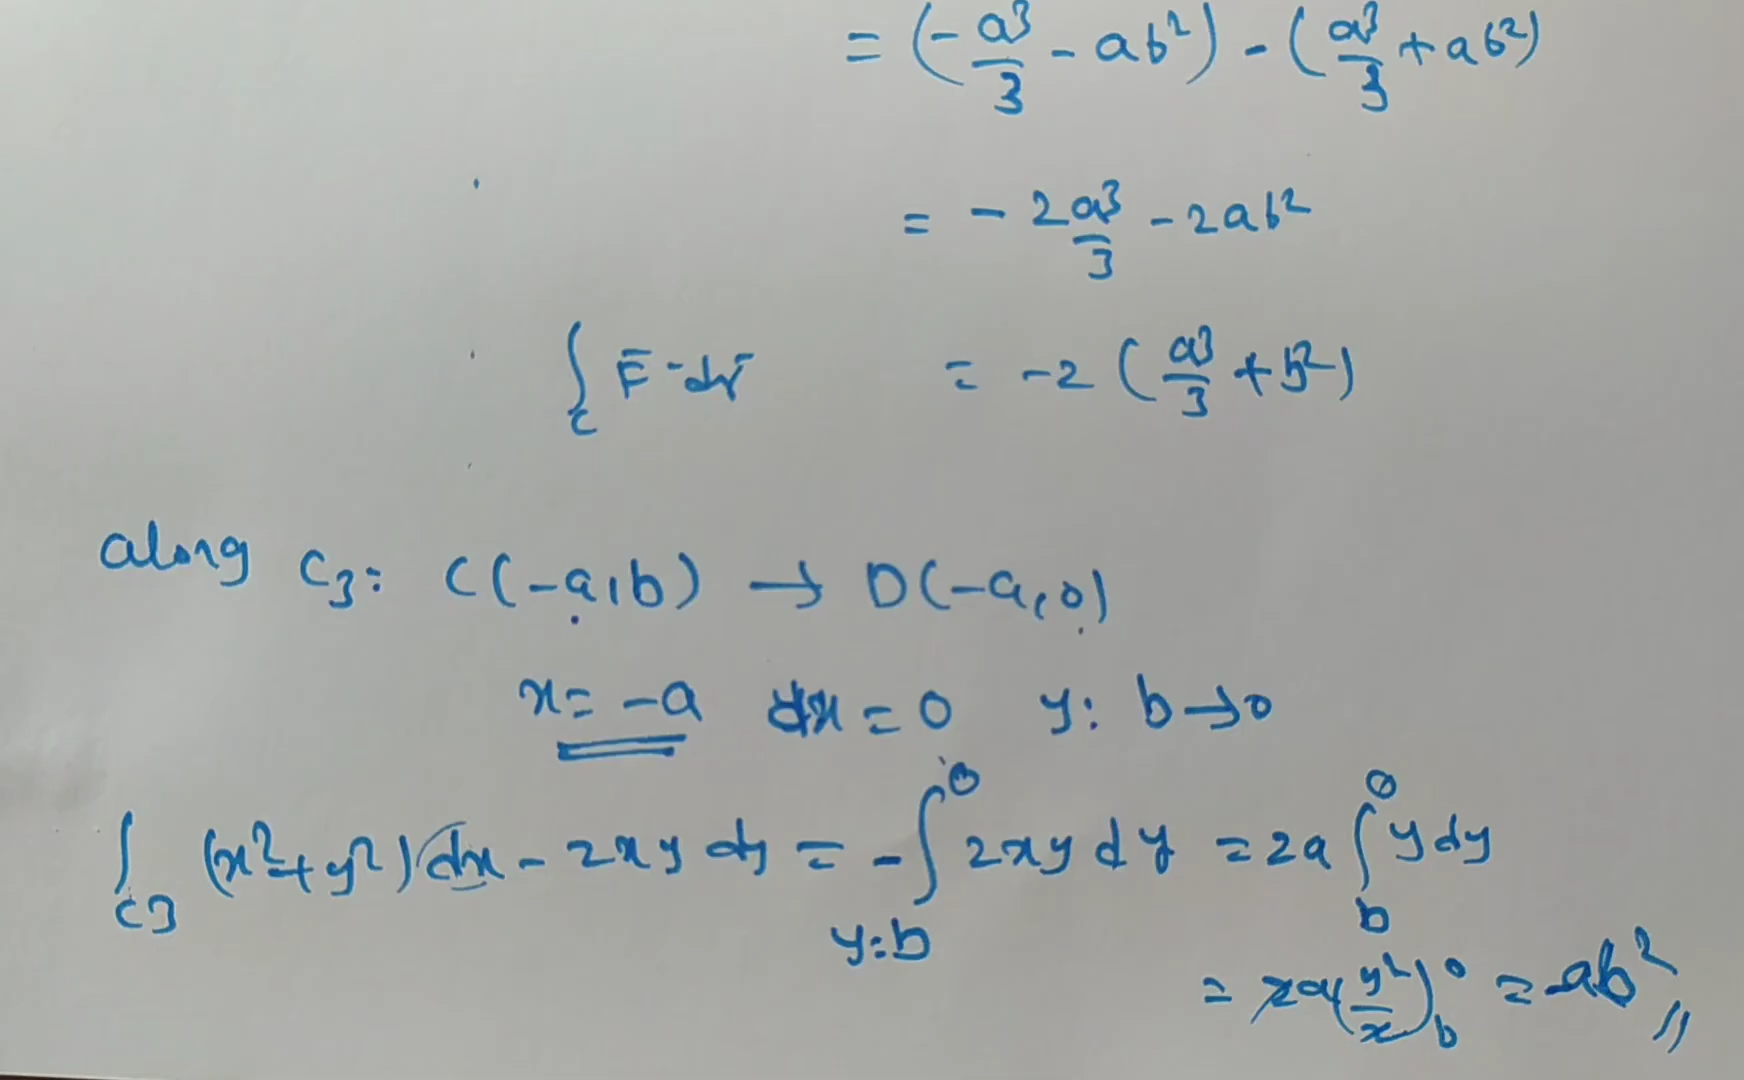 = (-a³/3 - ab²) - (a³/3 + ab²)
= - 2a³/3 - 2ab²
∫_C F̄·dr̄ = -2 (a³/3 + b²)
along C₃: C(-a, b) → D(-a, 0)
x = -a dx = 0 y: b → 0
∫_C3 (x² + y²) dx - 2xy dy = - ∫_{y=b}^{0} 2xy dy = 2a ∫_b^0 y dy
= 2a (y²/2)_b^0 = -ab² //